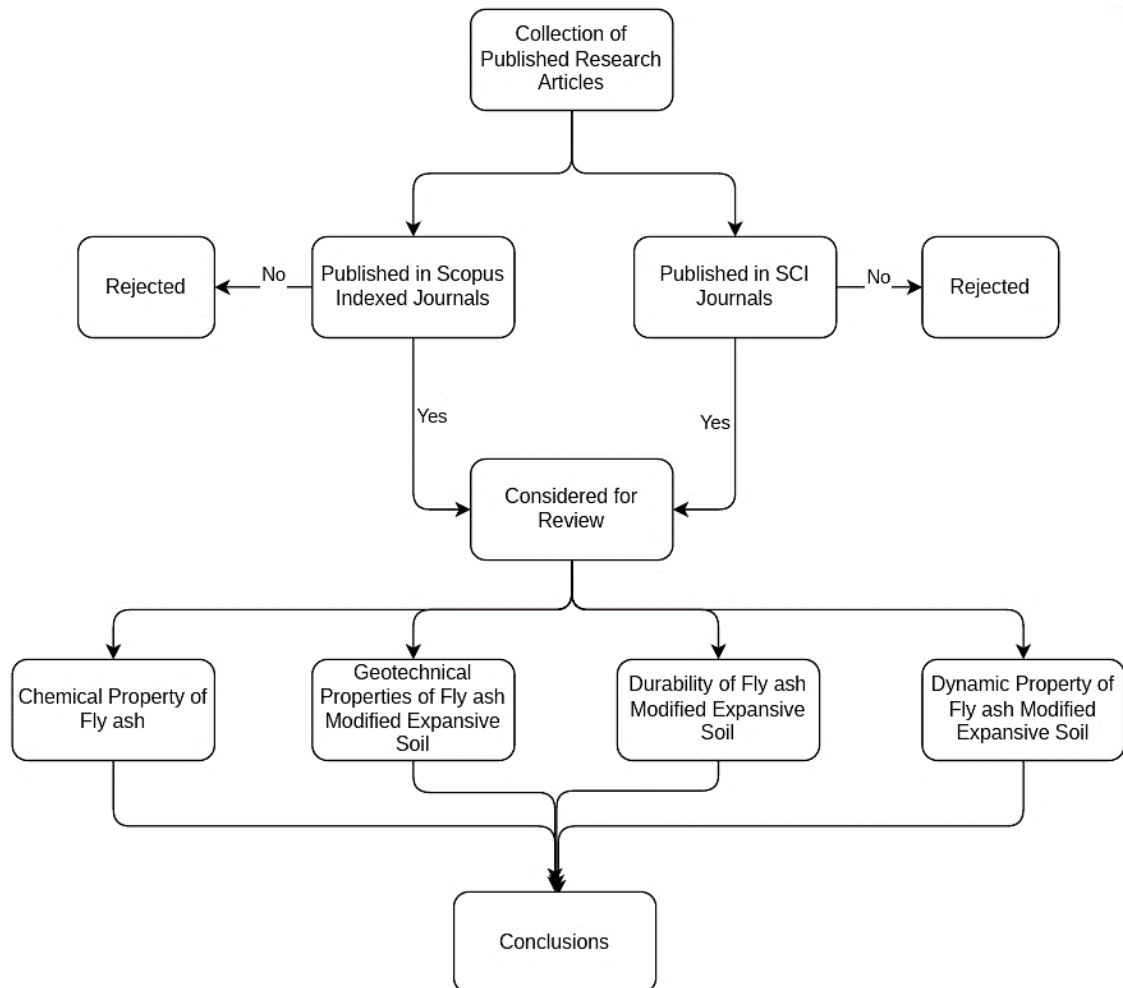 Collection of
Published Research
Articles
Rejected
No
Published in Scopus
Indexed Journals
Published in SCI
Journals
No
Rejected
Yes
Yes
Considered for
Review
Chemical Property of
Fly ash
Geotechnical
Properties of Fly ash
Modified Expansive
Soil
Durability of Fly ash
Modified Expansive
Soil
Dynamic Property of
Fly ash Modified
Expansive Soil
Conclusions